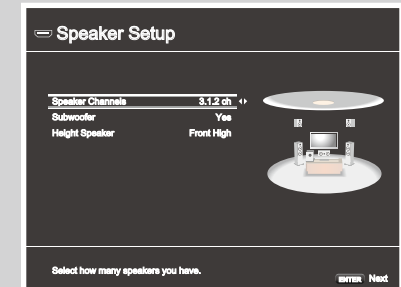 Speaker Setup
Speaker Channels 3.1.2 ch
Subwoofer Yes
Height Speaker Front High
Select how many speakers you have.
ENTER Next